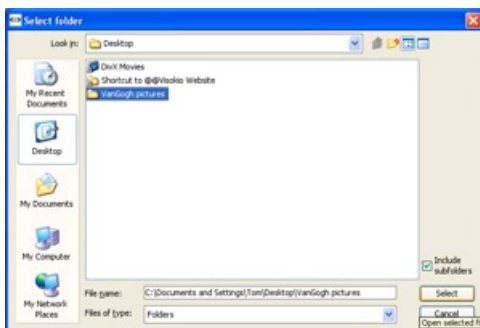 Select folder
Look in:
Desktop
DivX Movies
Shortcut to @@Visokio Website
VanGogh pictures
My Recent
Documents
Desktop
My Documents
My Computer
My Network
Places
Include
subfolders
File name:
C:\Documents and Settings\Tom\Desktop\VanGogh pictures
Select
Files of type:
Folders
Cancel
Open selected